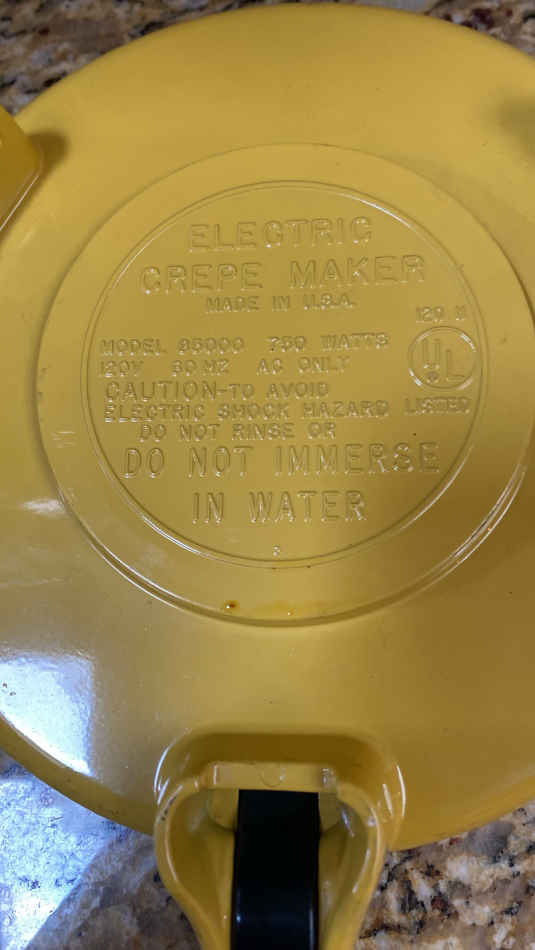 ELECTRIC
CREPE MAKER
MADE IN U.S.A.
120 M
MODEL 85000 750 WATTS
120V 60 HZ AC ONLY
UL
CAUTION-TO AVOID
ELECTRIC SHOCK HAZARD
LISTED
DO NOT RINSE OR
DO NOT IMMERSE
IN WATER